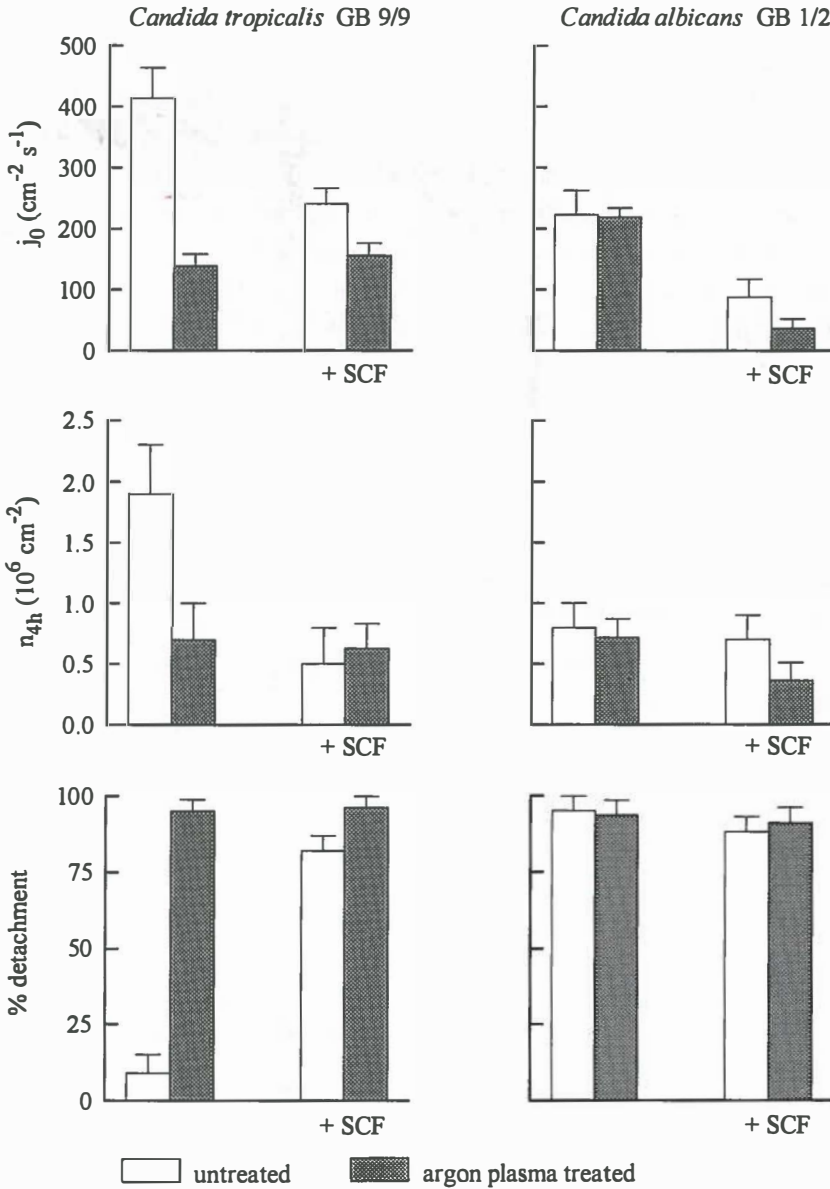 Candida tropicalis GB 9/9
Candida albicans GB 1/2
j0 (cm-2 s-1)
500
400
300
200
100
0
+ SCF
+ SCF
n4h (106 cm-2)
2.5
2.0
1.5
1.0
0.5
0.0
+ SCF
+ SCF
% detachment
100
75
50
25
0
+ SCF
+ SCF
untreated
argon plasma treated